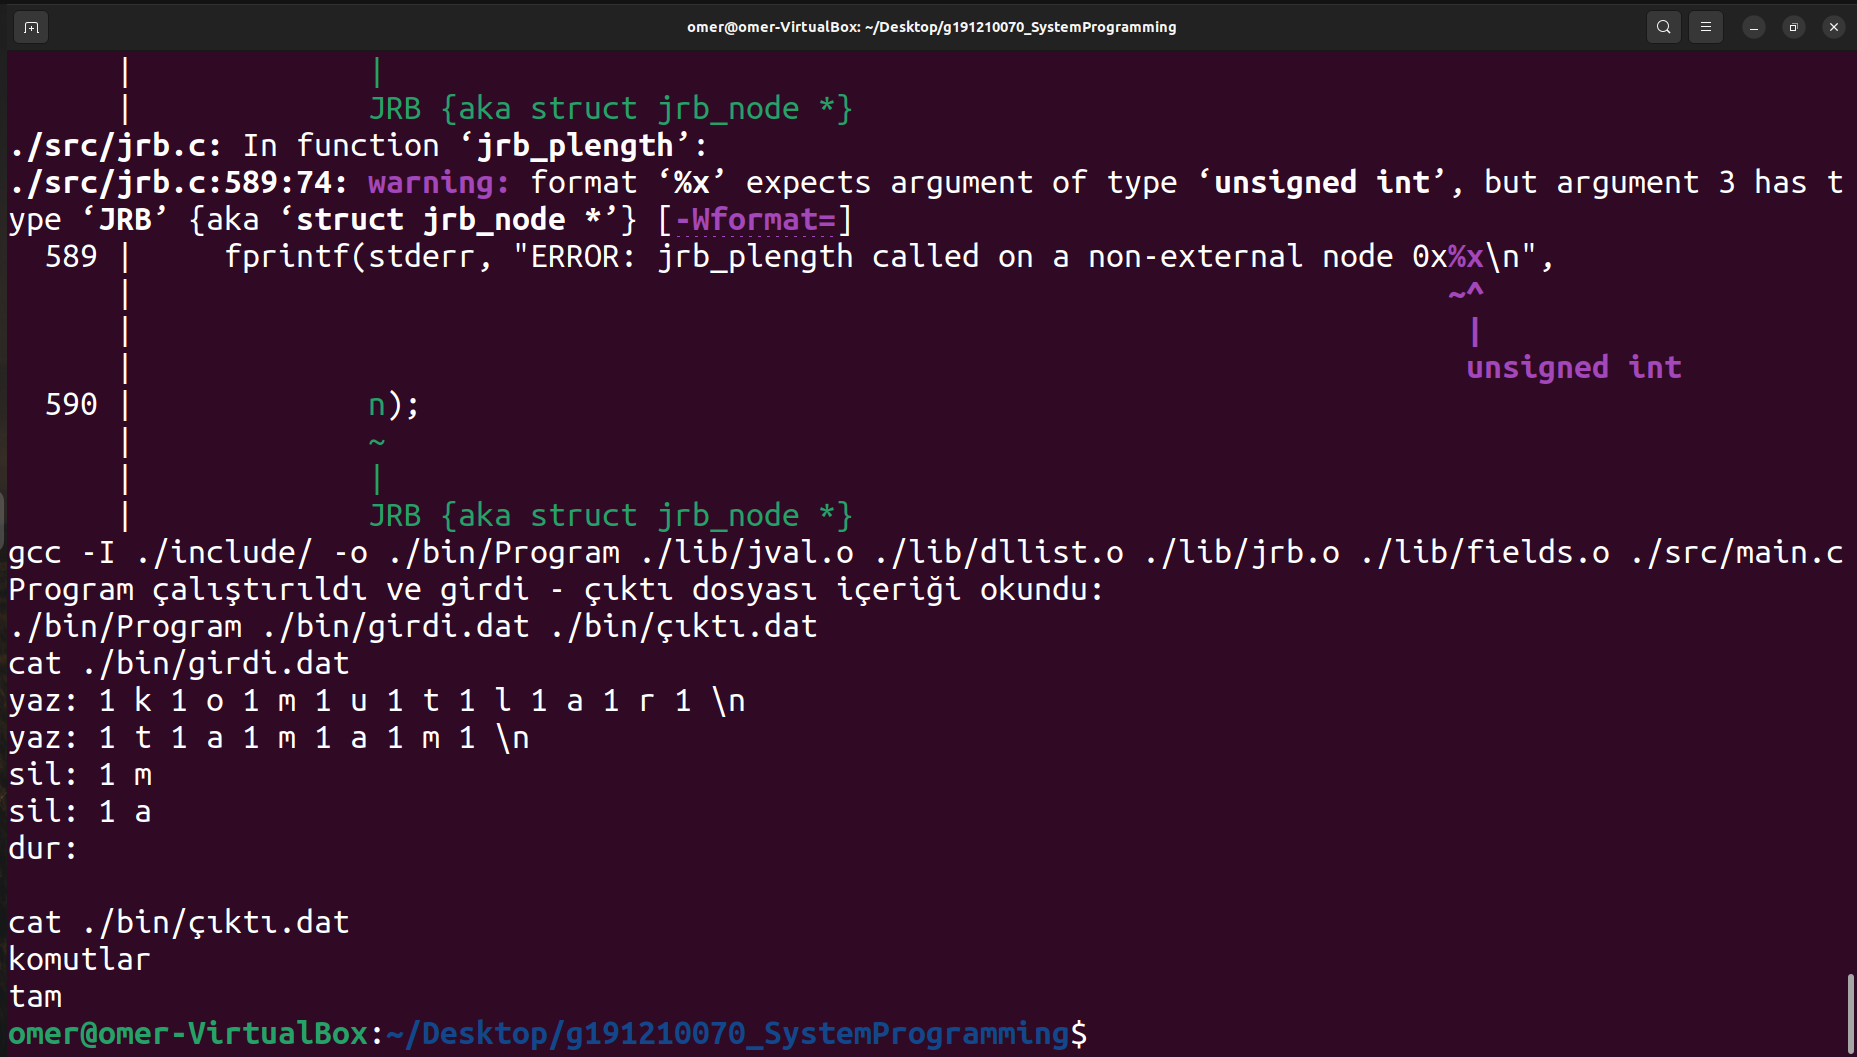 omer@omer-VirtualBox: ~/Desktop/g191210070_SystemProgramming
| |
| JRB {aka struct jrb_node *}
./src/jrb.c: In function ‘jrb_plength’:
./src/jrb.c:589:74: warning: format ‘%x’ expects argument of type ‘unsigned int’, but argument 3 has t
ype ‘JRB’ {aka ‘struct jrb_node *’} [-Wformat=]
589 | fprintf(stderr, "ERROR: jrb_plength called on a non-external node 0x%x\n",
| ~^
| |
| unsigned int
590 | n);
| ~
| |
| JRB {aka struct jrb_node *}
gcc -I ./include/ -o ./bin/Program ./lib/jval.o ./lib/dllist.o ./lib/jrb.o ./lib/fields.o ./src/main.c
Program çalıştırıldı ve girdi - çıktı dosyası içeriği okundu:
./bin/Program ./bin/girdi.dat ./bin/çıktı.dat
cat ./bin/girdi.dat
yaz: 1 k 1 o 1 m 1 u 1 t 1 l 1 a 1 r 1 \n
yaz: 1 t 1 a 1 m 1 a 1 m 1 \n
sil: 1 m
sil: 1 a
dur:
cat ./bin/çıktı.dat
komutlar
tam
omer@omer-VirtualBox:~/Desktop/g191210070_SystemProgramming$